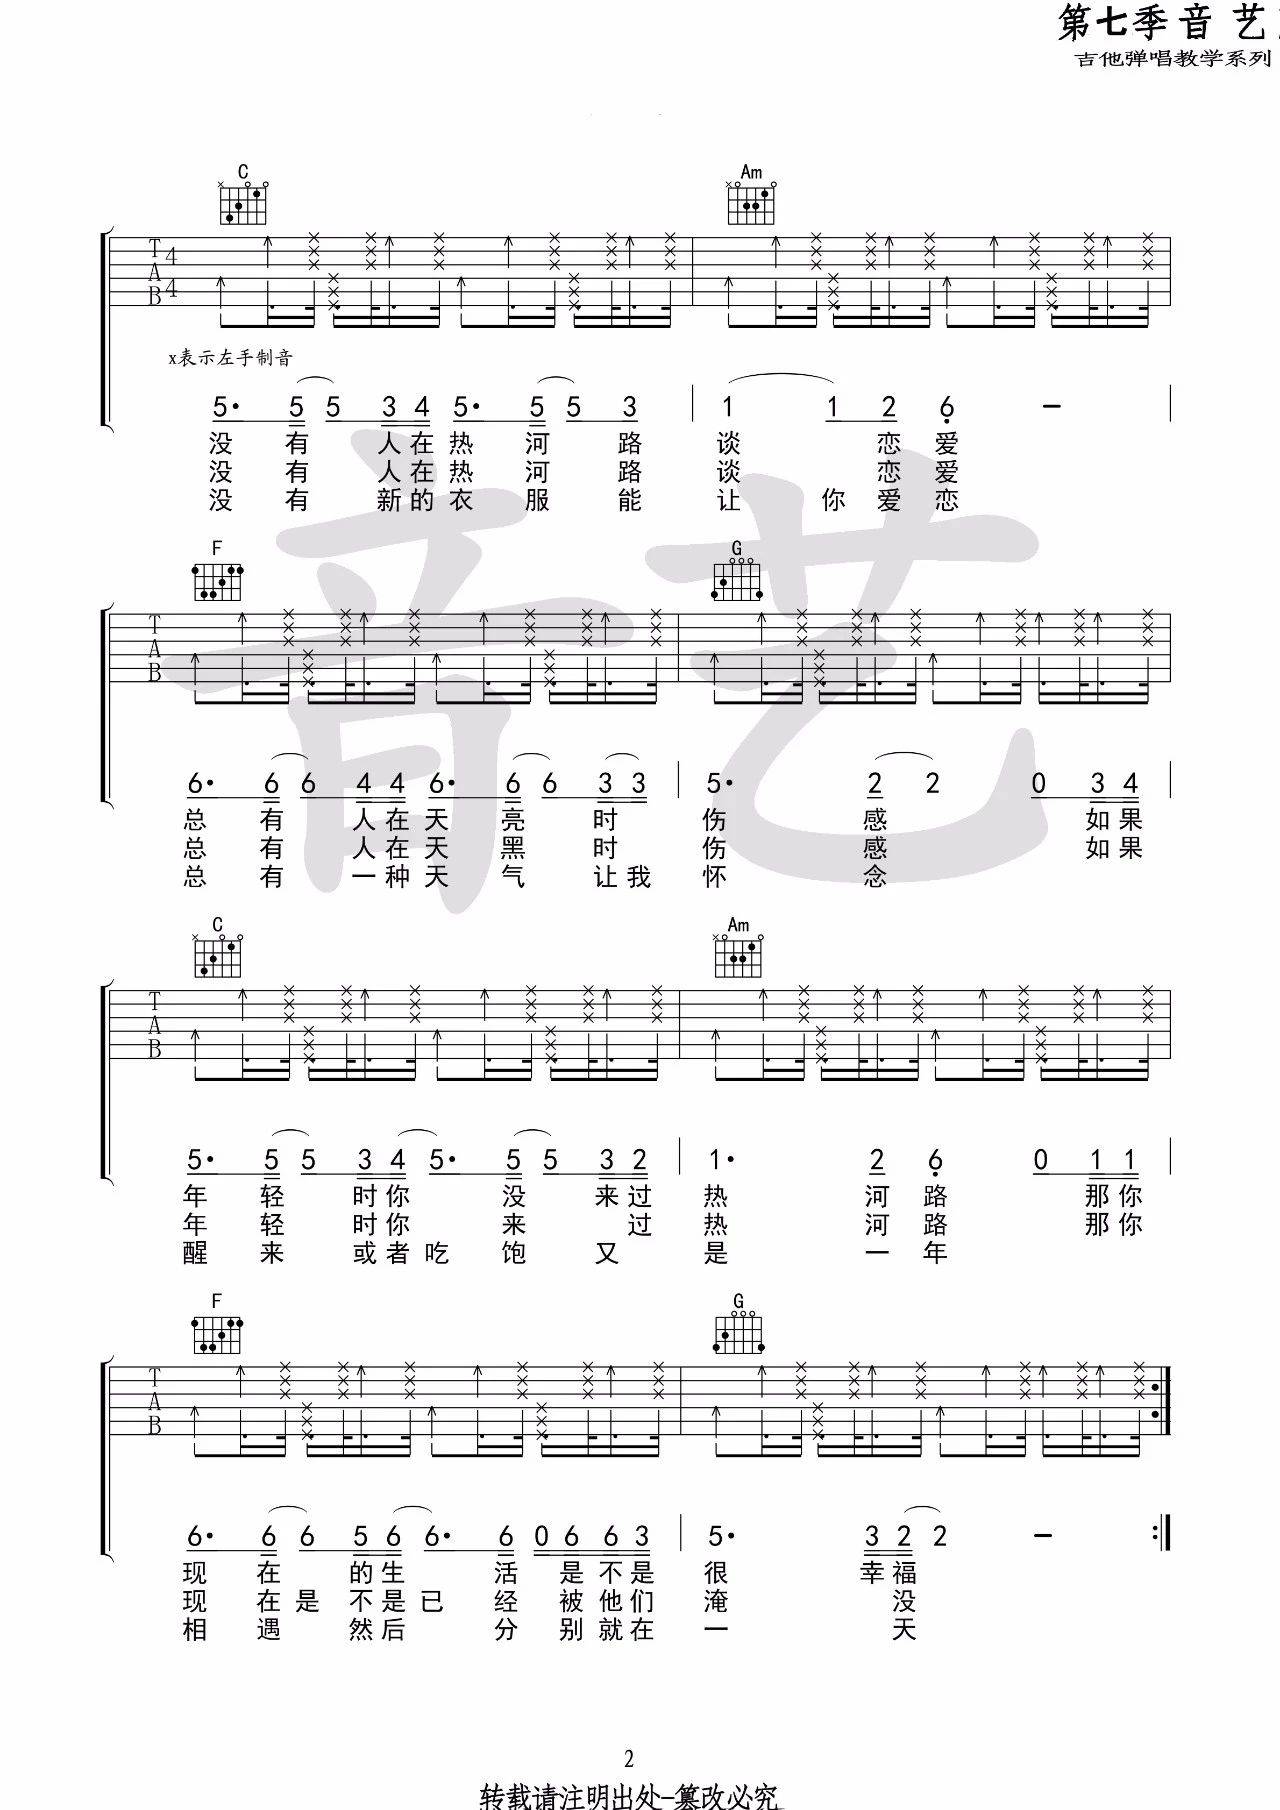 第七季音艺
吉他弹唱教学系列
C Am
T A B 4 4
x表示左手制音
5· 5 5 3 4 5· 5 5 3 1 1 2 6 -
没有人在热河路谈恋爱
没有人在热河路谈恋爱
没有新的衣服能让你爱恋
F G
T A B
6· 6 6 4 4 6· 6 6 3 3 5· 2 2 0 3 4
总有人在天亮时伤感如果
总有人在天黑时伤感如果
总有一种天气让我怀念
C Am
T A B
5· 5 5 3 4 5· 5 5 3 2 1· 2 6 0 1 1
年轻时你没来过热河路那你
年轻时你来过热河路那你
醒来或者吃饱又是一年
F G
T A B
6· 6 6 5 6 6· 6 0 6 6 3 5· 3 2 2 -
现在的生活是不是很幸福
现在是不是已经被他们淹没
相遇然后分别就在一天
音艺
2
转载请注明出处-篡改必究